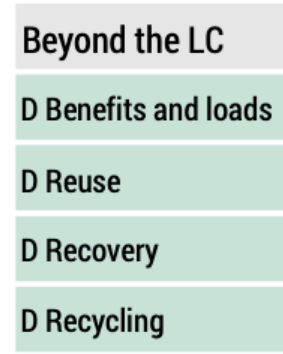 Beyond the LC
D Benefits and loads
D Reuse
D Recovery
D Recycling